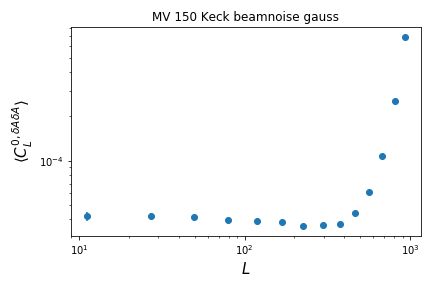 MV 150 Keck beamnoise gauss
⟨C_L^{0, δAδA}⟩
10^{-4}
10^1
10^2
10^3
L